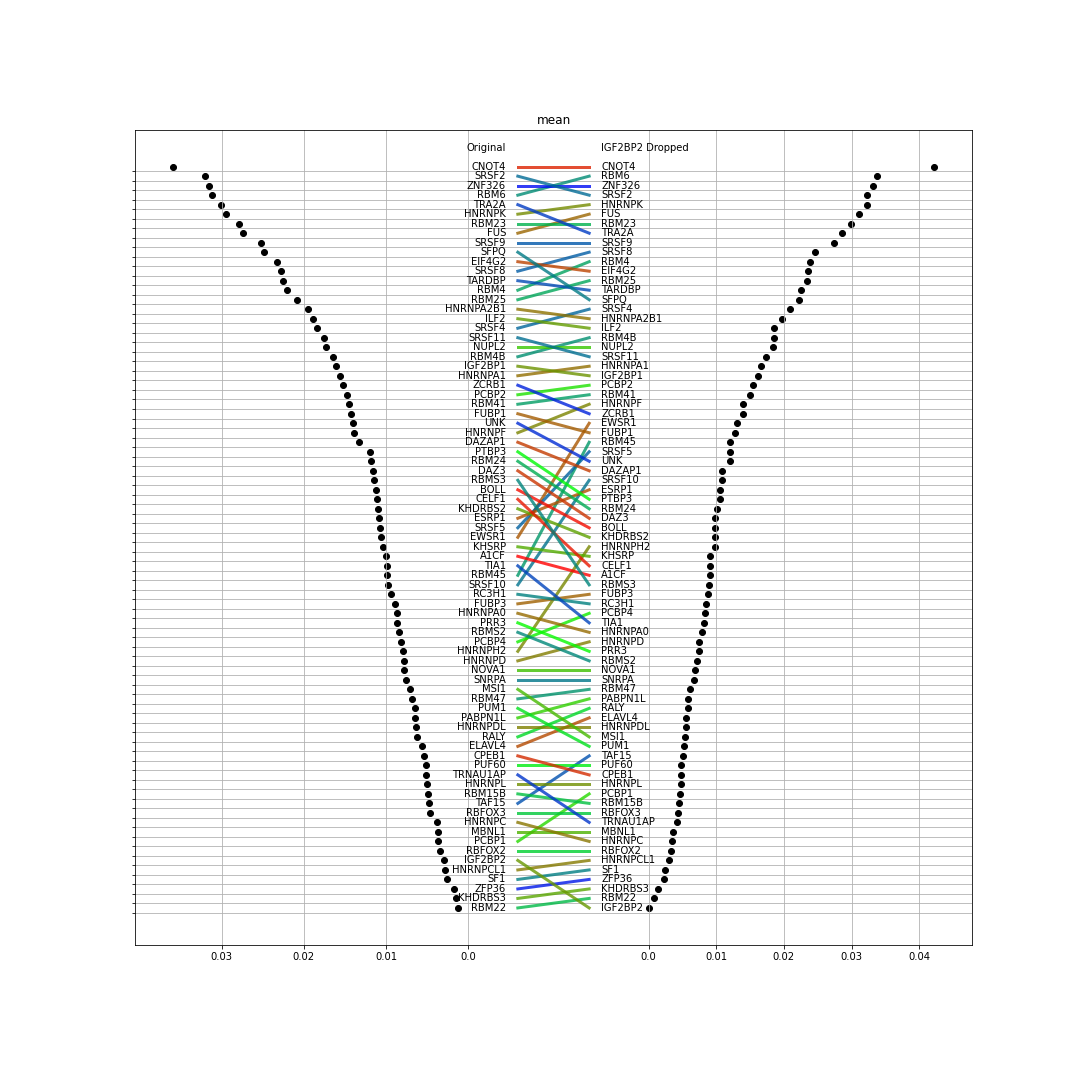 mean
Original IGF2BP2 Dropped
CNOT4 CNOT4
SRSF2 RBM6
ZNF326 ZNF326
RBM6 SRSF2
TRA2A HNRNPK
HNRNPK FUS
RBM23 RBM23
FUS TRA2A
SRSF9 SRSF9
SFPQ SRSF8
EIF4G2 RBM4
SRSF8 EIF4G2
TARDBP RBM25
RBM4 TARDBP
RBM25 SFPQ
HNRNPA2B1 SRSF4
ILF2 HNRNPA2B1
SRSF4 ILF2
SRSF11 RBM4B
NUPL2 NUPL2
RBM4B SRSF11
IGF2BP1 HNRNPA1
HNRNPA1 IGF2BP1
ZCRB1 PCBP2
PCBP2 RBM41
RBM41 HNRNPF
FUBP1 ZCRB1
UNK EWSR1
HNRNPF FUBP1
DAZAP1 RBM45
PTBP3 SRSF5
RBM24 UNK
DAZ3 DAZAP1
RBMS3 SRSF10
BOLL ESRP1
CELF1 PTBP3
KHDRBS2 RBM24
ESRP1 DAZ3
SRSF5 BOLL
EWSR1 KHDRBS2
KHSRP HNRNPH2
A1CF KHSRP
TIA1 CELF1
RBM45 A1CF
SRSF10 RBMS3
RC3H1 FUBP3
FUBP3 RC3H1
HNRNPA0 PCBP4
PRR3 TIA1
RBMS2 HNRNPA0
PCBP4 HNRNPD
HNRNPH2 PRR3
HNRNPD RBMS2
NOVA1 NOVA1
SNRPA SNRPA
MSI1 RBM47
RBM47 PABPN1L
PUM1 RALY
PABPN1L ELAVL4
HNRNPDL HNRNPDL
RALY MSI1
ELAVL4 PUM1
CPEB1 TAF15
PUF60 PUF60
TRNAU1AP CPEB1
HNRNPL HNRNPL
RBM15B PCBP1
TAF15 RBM15B
RBFOX3 RBFOX3
HNRNPC TRNAU1AP
MBNL1 MBNL1
PCBP1 HNRNPC
RBFOX2 RBFOX2
IGF2BP2 HNRNPCL1
HNRNPCL1 SF1
SF1 ZFP36
ZFP36 KHDRBS3
KHDRBS3 RBM22
RBM22 IGF2BP2
0.03 0.02 0.01 0.0 0.0 0.01 0.02 0.03 0.04